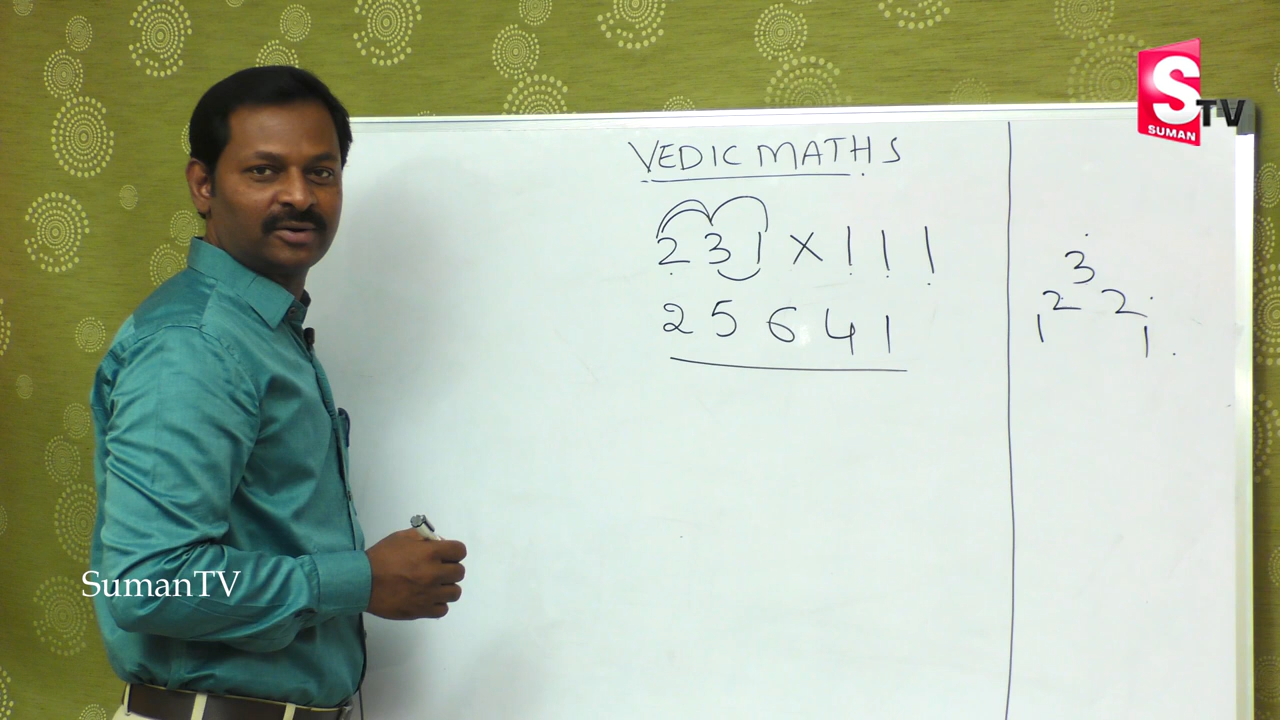 S TV
SUMAN
VEDIC MATHS
231 X 111
25641
3
2 2
1 1
SumanTV